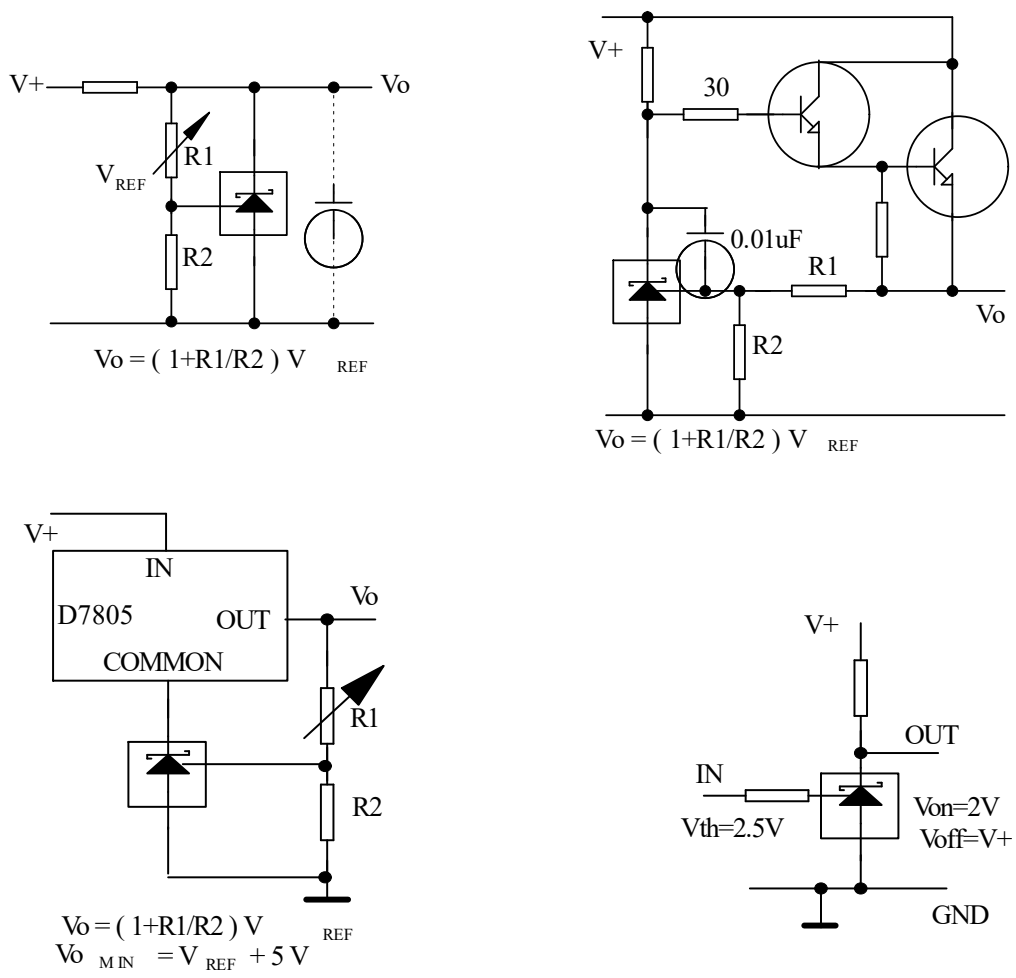 V+
Vo
R1
V REF
R2
Vo = ( 1+R1/R2 ) V REF
V+
30
0.01uF
R1
Vo
R2
Vo = ( 1+R1/R2 ) V REF
V+
IN
D7805
OUT
COMMON
Vo
R1
R2
Vo = ( 1+R1/R2 ) V REF
Vo MIN = V REF + 5 V
V+
OUT
IN
Vth=2.5V
Von=2V
Voff=V+
GND